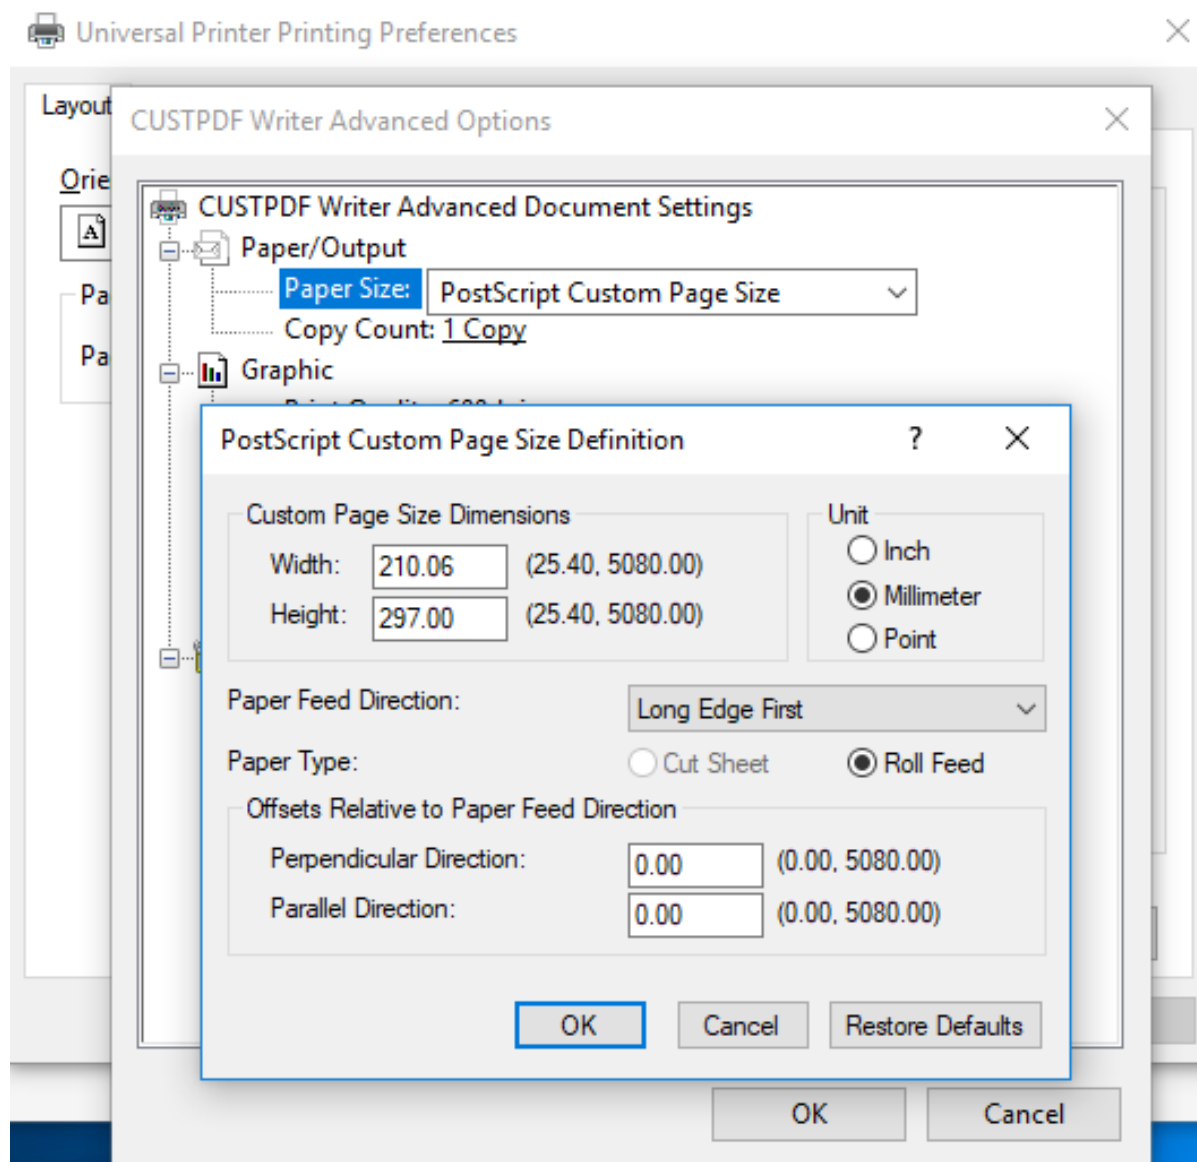 Universal Printer Printing Preferences
Layout
CUSTPDF Writer Advanced Options
Orie
A
CUSTPDF Writer Advanced Document Settings
Paper/Output
Paper Size: PostScript Custom Page Size
Pa
Copy Count: 1 Copy
Pa
Graphic
PostScript Custom Page Size Definition ?
Custom Page Size Dimensions
Unit
Width: 210.06 (25.40, 5080.00)
Inch
Height: 297.00 (25.40, 5080.00)
Millimeter
Point
Paper Feed Direction: Long Edge First
Paper Type: Cut Sheet Roll Feed
Offsets Relative to Paper Feed Direction
Perpendicular Direction: 0.00 (0.00, 5080.00)
Parallel Direction: 0.00 (0.00, 5080.00)
OK Cancel Restore Defaults
OK Cancel